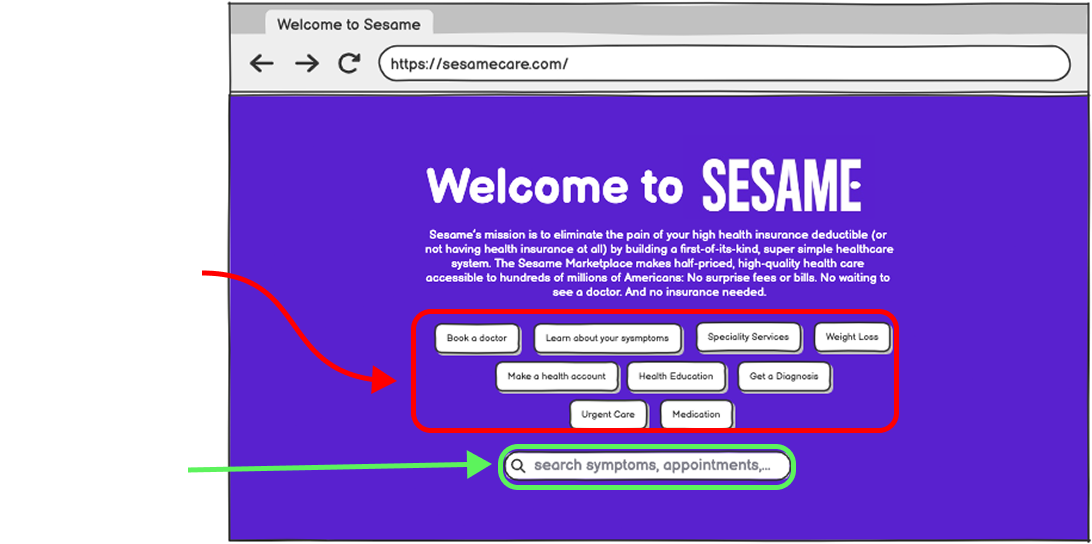 Welcome to Sesame
https://sesamecare.com/
Welcome to SESAME
Sesame's mission is to eliminate the pain of your high health insurance deductible (or
not having health insurance at all) by building a first-of-its-kind, super simple healthcare
system. The Sesame Marketplace makes half-priced, high-quality health care
accessible to hundreds of millions of Americans: No surprise fees or bills. No waiting to
see a doctor. And no insurance needed.
Book a doctor Learn about your sysmptoms Speciality Services Weight Loss
Make a health account Health Education Get a Diagnosis
Urgent Care Medication
search symptoms, appointments,...